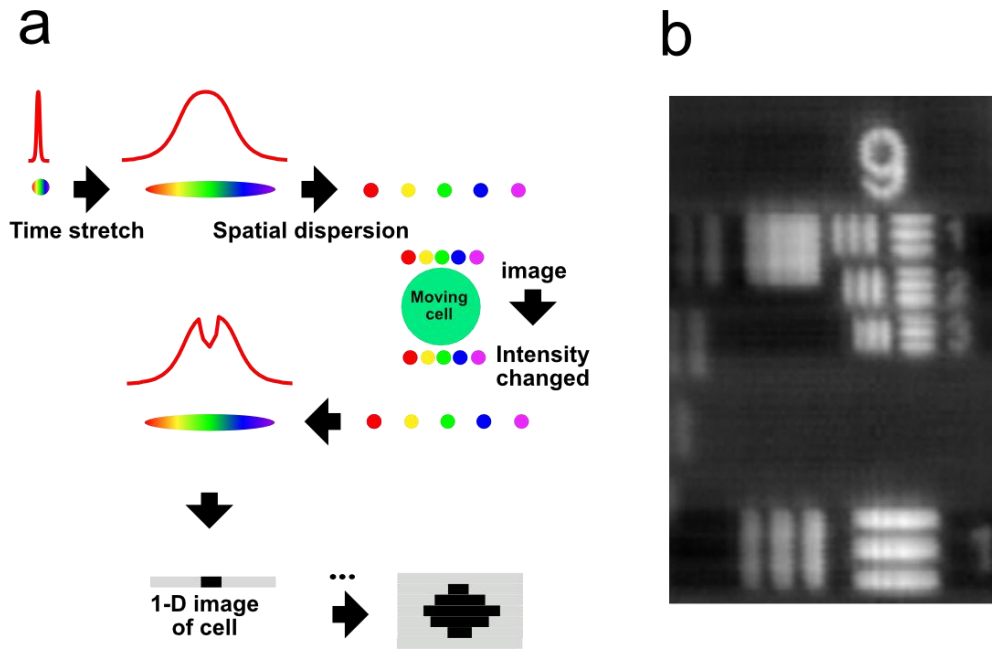 a
b
Time stretch
Spatial dispersion
Moving
cell
image
Intensity
changed
1-D image
of cell
...
9
1
2
3
1